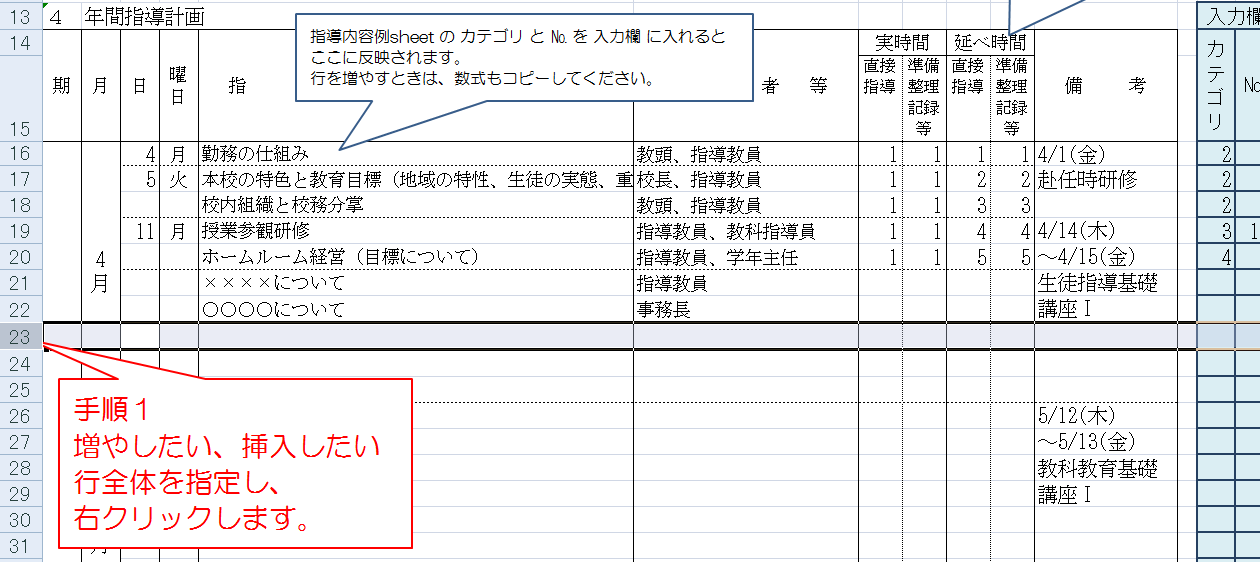 13 4 年間指導計画 入力欄
指導内容例sheet の カテゴリ と № を 入力欄 に入れると
ここに反映されます。
行を増やすときは、数式もコピーしてください。
14 実時間 延べ時間
期 月 日 曜日 指 者 等 直接指導 準備整理記録等 直接指導 準備整理記録等 備 考 カテゴリ No
15
16 4 月 勤務の仕組み 教頭、指導教員 1 1 1 1 4/1(金) 2
17 5 火 本校の特色と教育目標（地域の特性、生徒の実態、重 校長、指導教員 1 1 2 2 赴任時研修 2
18 校内組織と校務分掌 教頭、指導教員 1 1 3 3 2
19 11 月 授業参観研修 指導教員、教科指導員 1 1 4 4 4/14(木) 3 1
20 4 ホームルーム経営（目標について） 指導教員、学年主任 1 1 5 5 ～4/15(金) 4
21 月 ××××について 指導教員 生徒指導基礎
22 ○○○○について 事務長 講座Ⅰ
23
24
25
手順１
増やしたい、挿入したい
行全体を指定し、
右クリックします。
26 5/12(木)
27 ～5/13(金)
28 教科教育基礎
29 講座Ⅰ
30
31